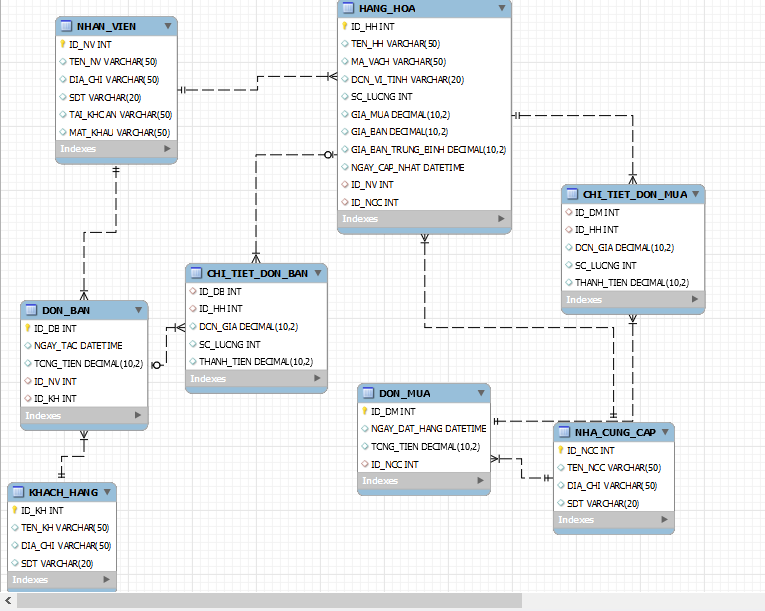 NHAN_VIEN
ID_NV INT
TEN_NV VARCHAR(50)
DIA_CHI VARCHAR(50)
SDT VARCHAR(20)
TAI_KHOAN VARCHAR(50)
MAT_KHAU VARCHAR(50)
Indexes
HANG_HOA
ID_HH INT
TEN_HH VARCHAR(50)
MA_VACH VARCHAR(50)
DON_VI_TINH VARCHAR(20)
SO_LUONG INT
GIA_MUA DECIMAL(10,2)
GIA_BAN DECIMAL(10,2)
GIA_BAN_TRUNG_BINH DECIMAL(10,2)
NGAY_CAP_NHAT DATETIME
ID_NV INT
ID_NCC INT
Indexes
CHI_TIET_DON_MUA
ID_DM INT
ID_HH INT
DON_GIA DECIMAL(10,2)
SO_LUONG INT
THANH_TIEN DECIMAL(10,2)
Indexes
CHI_TIET_DON_BAN
ID_DB INT
ID_HH INT
DON_GIA DECIMAL(10,2)
SO_LUONG INT
THANH_TIEN DECIMAL(10,2)
Indexes
DON_BAN
ID_DB INT
NGAY_TAO DATETIME
TONG_TIEN DECIMAL(10,2)
ID_NV INT
ID_KH INT
Indexes
DON_MUA
ID_DM INT
NGAY_DAT_HANG DATETIME
TONG_TIEN DECIMAL(10,2)
ID_NCC INT
Indexes
NHA_CUNG_CAP
ID_NCC INT
TEN_NCC VARCHAR(50)
DIA_CHI VARCHAR(50)
SDT VARCHAR(20)
Indexes
KHACH_HANG
ID_KH INT
TEN_KH VARCHAR(50)
DIA_CHI VARCHAR(50)
SDT VARCHAR(20)
Indexes